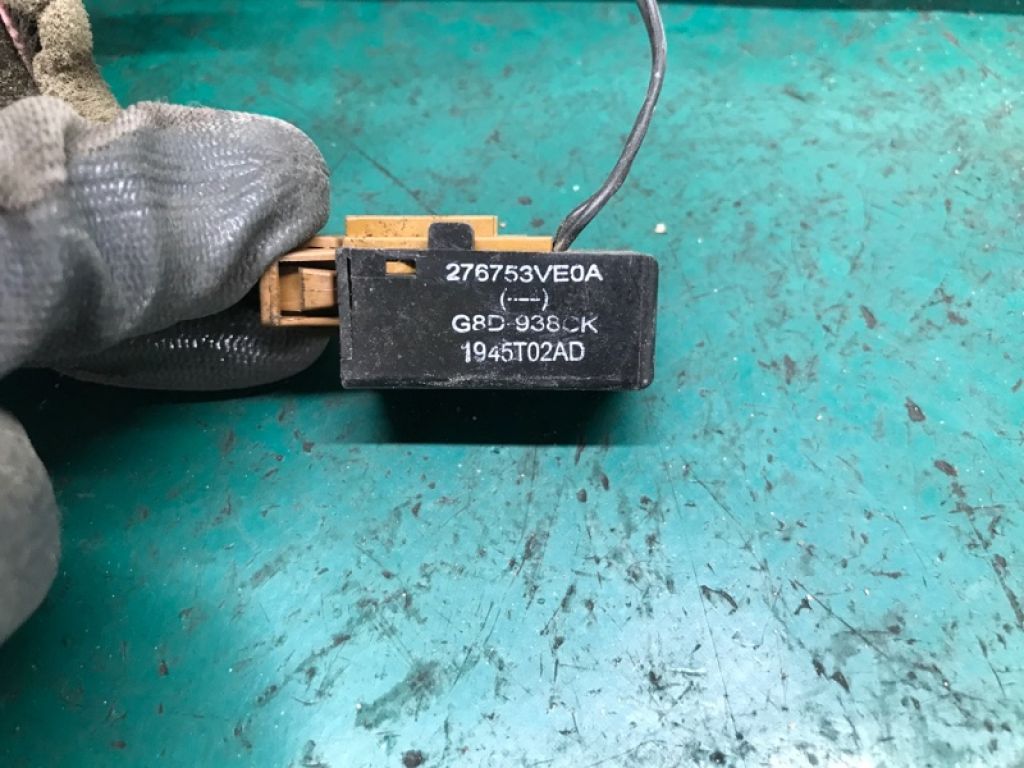 276753VE0A
(----)
G8D-938CK
1945T02AD